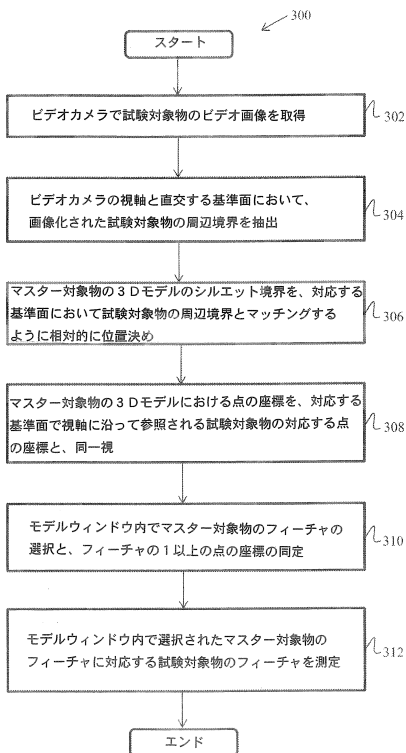 300
スタート
ビデオカメラで試験対象物のビデオ画像を取得
302
ビデオカメラの視軸と直交する基準面において、
画像化された試験対象物の周辺境界を抽出
304
マスター対象物の3Dモデルのシルエット境界を、対応する
基準面において試験対象物の周辺境界とマッチングする
ように相対的に位置決め
306
マスター対象物の3Dモデルにおける点の座標を、対応する
基準面で視軸に沿って参照される試験対象物の対応する点
の座標と、同一視
308
モデルウィンドウ内でマスター対象物のフィーチャの
選択と、フィーチャの1以上の点の座標の同定
310
モデルウィンドウ内で選択されたマスター対象物の
フィーチャに対応する試験対象物のフィーチャを測定
312
エンド